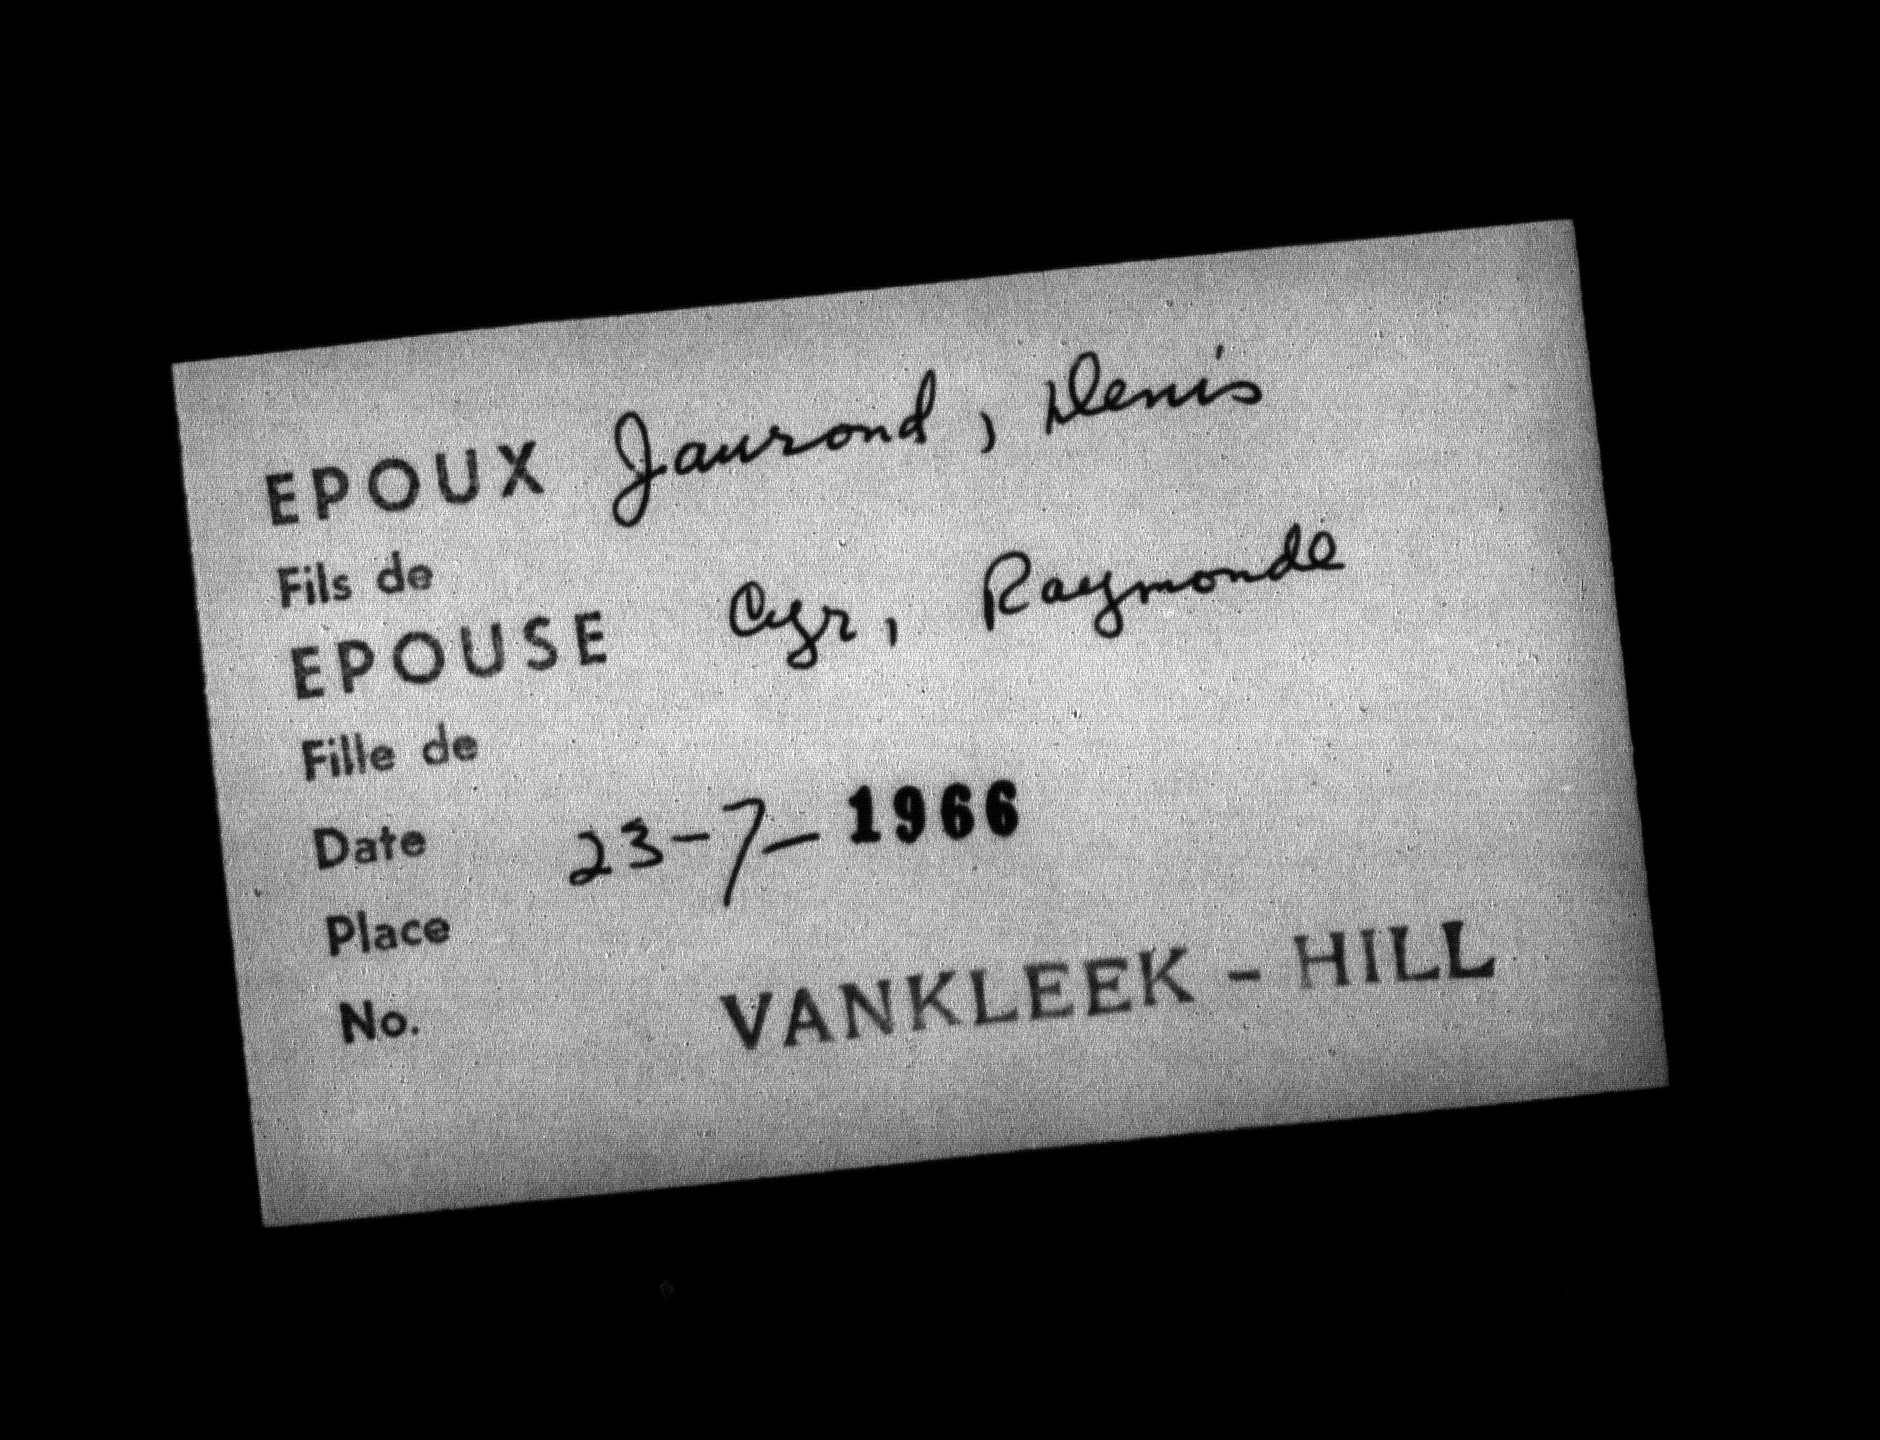 EPOUX Jaurond, Denis
Fils de
EPOUSE Cyr, Raymonde
Fille de
Date 23-7-1966
Place
No. VANKLEEK - HILL